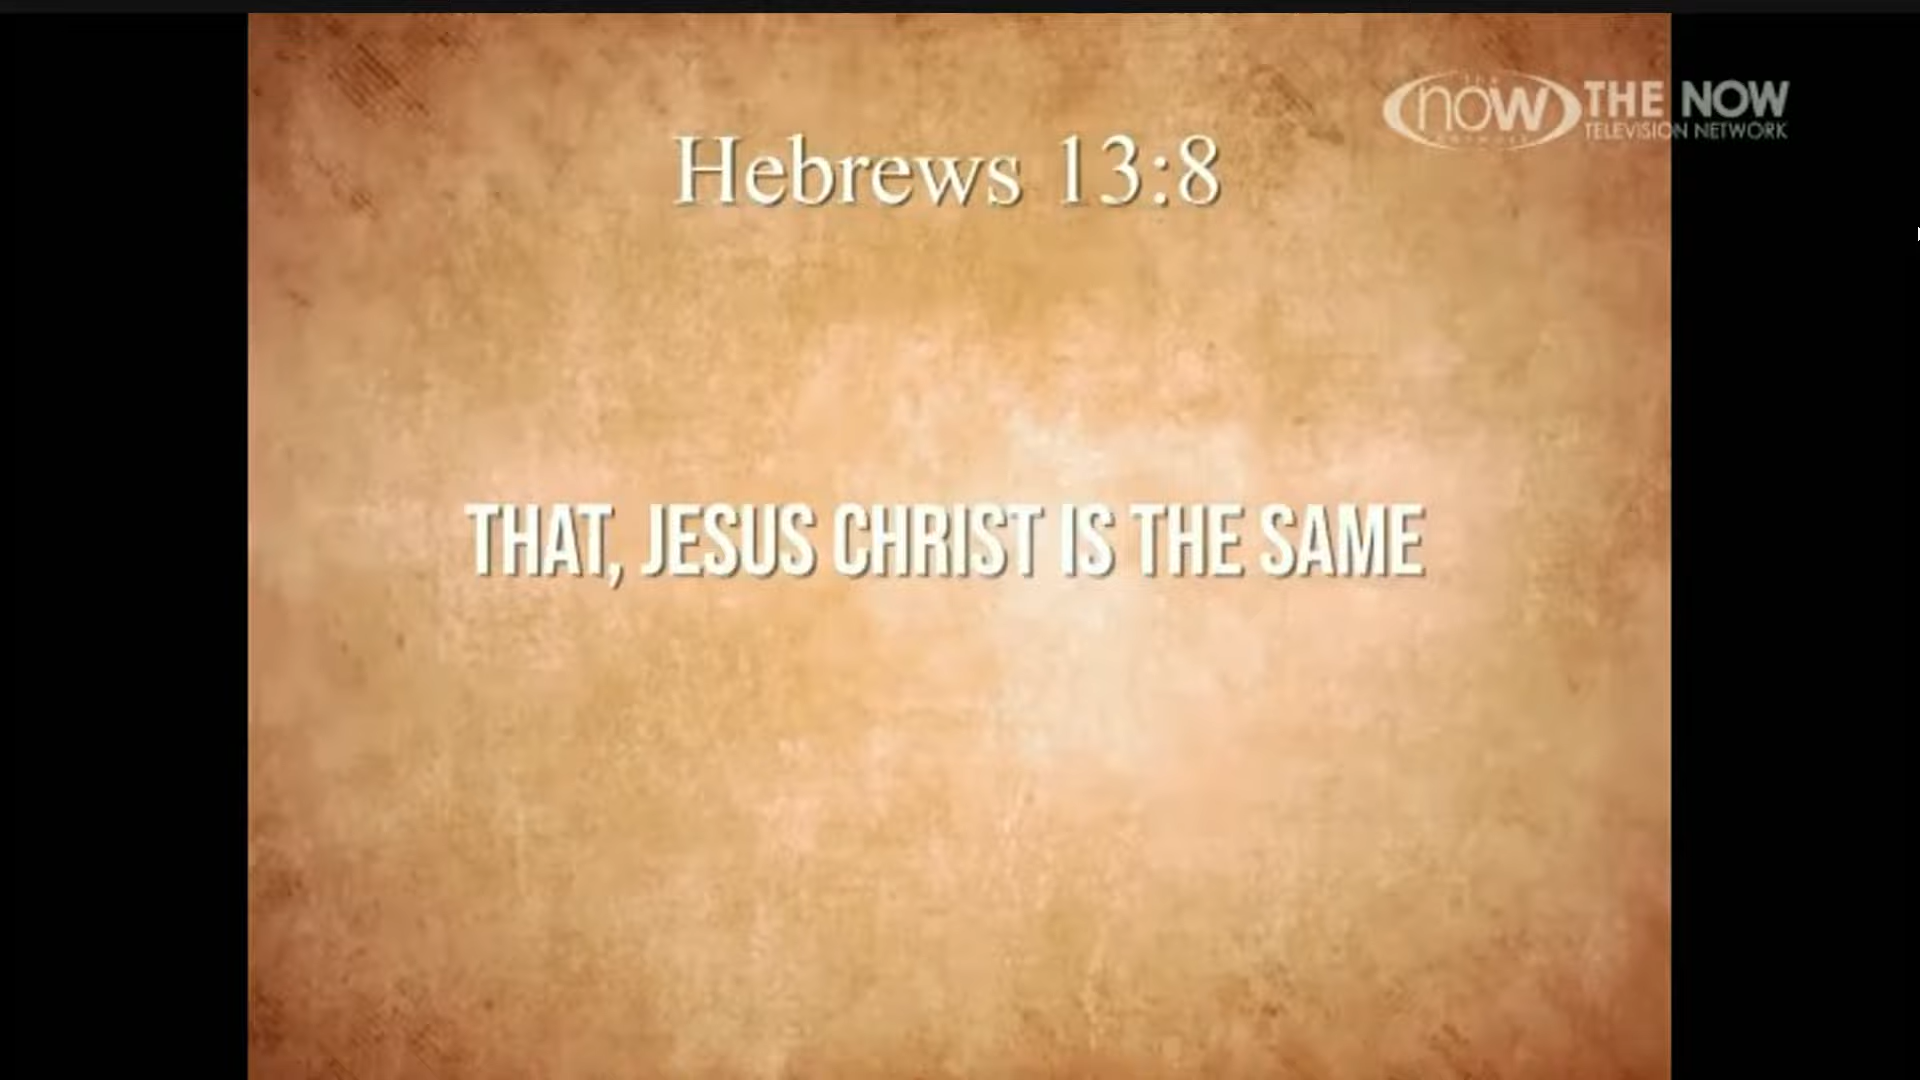 Hebrews 13:8
now THE NOW
TELEVISION NETWORK
THAT, JESUS CHRIST IS THE SAME